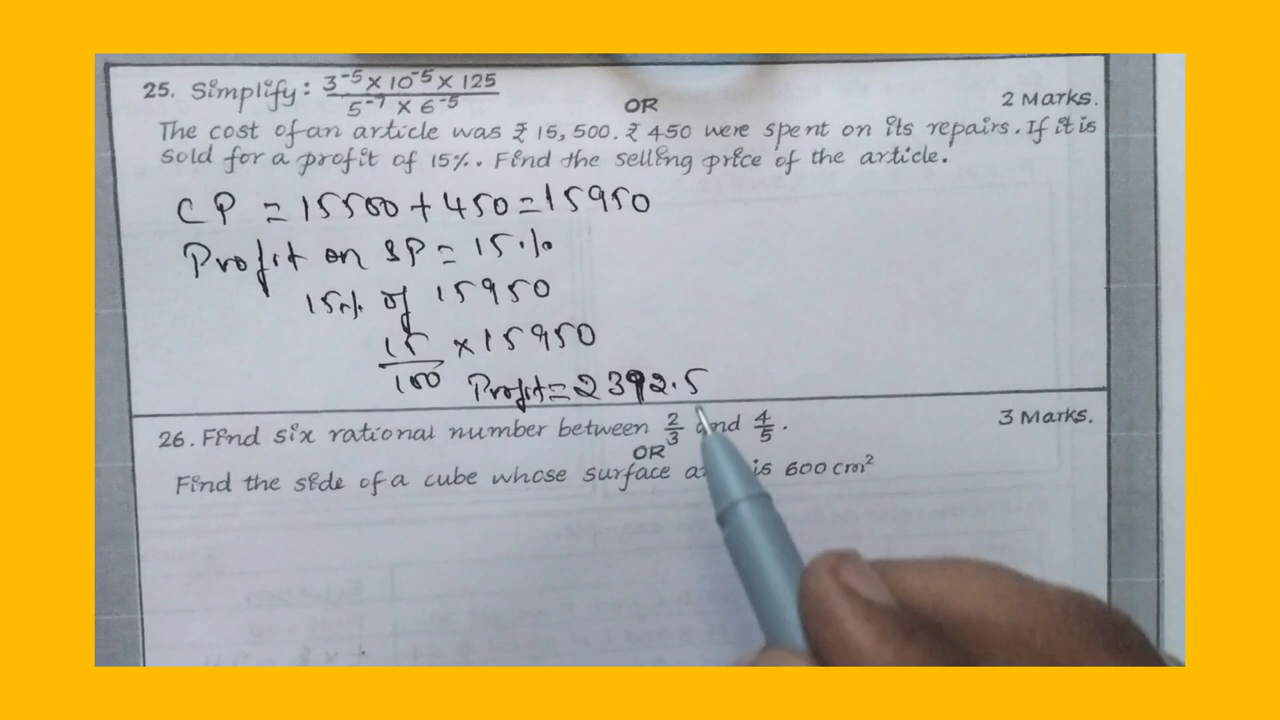 25. Simplify: 3⁻⁵ × 10⁻⁵ × 125 / 5⁻⁷ × 6⁻⁵
OR
2 Marks.
The cost of an article was ₹ 15,500. ₹ 450 were spent on its repairs. If it is
sold for a profit of 15%. Find the selling price of the article.
CP = 15500 + 450 = 15950
Profit on SP = 15%
15% of 15950
15/100 × 15950
Profit = 2392.5
26. Find six rational number between 2/3 and 4/5.
3 Marks.
OR
Find the side of a cube whose surface is 600 cm²